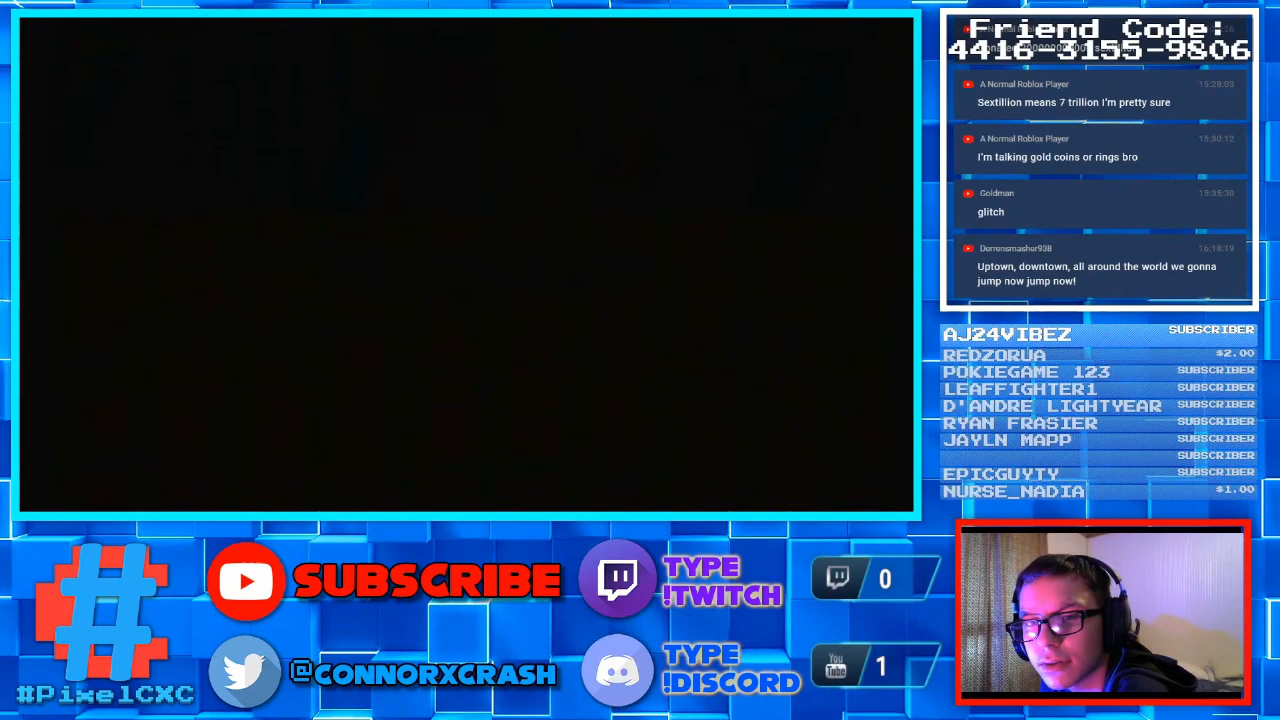 Friend Code:
4416-3155-9806
A Normal Roblox Player 15:28:03
Sextillion means 7 trillion I'm pretty sure
A Normal Roblox Player 15:30:12
I'm talking gold coins or rings bro
Goldman 15:35:30
glitch
Derrensmasher938 16:18:19
Uptown, downtown, all around the world we gonna
jump now jump now!
AJ24VIBEZ SUBSCRIBER
REDZORUA $2.00
POKIEGAME 123 SUBSCRIBER
LEAFFIGHTER1 SUBSCRIBER
D'ANDRE LIGHTYEAR SUBSCRIBER
RYAN FRASIER SUBSCRIBER
JAYLN MAPP SUBSCRIBER
SUBSCRIBER
EPICGUYTY SUBSCRIBER
NURSE_NADIA $1.00
#
#PixelCXC
SUBSCRIBE
@CONNORXCRASH
TYPE
!TWITCH
TYPE
!DISCORD
0
You
Tube
1